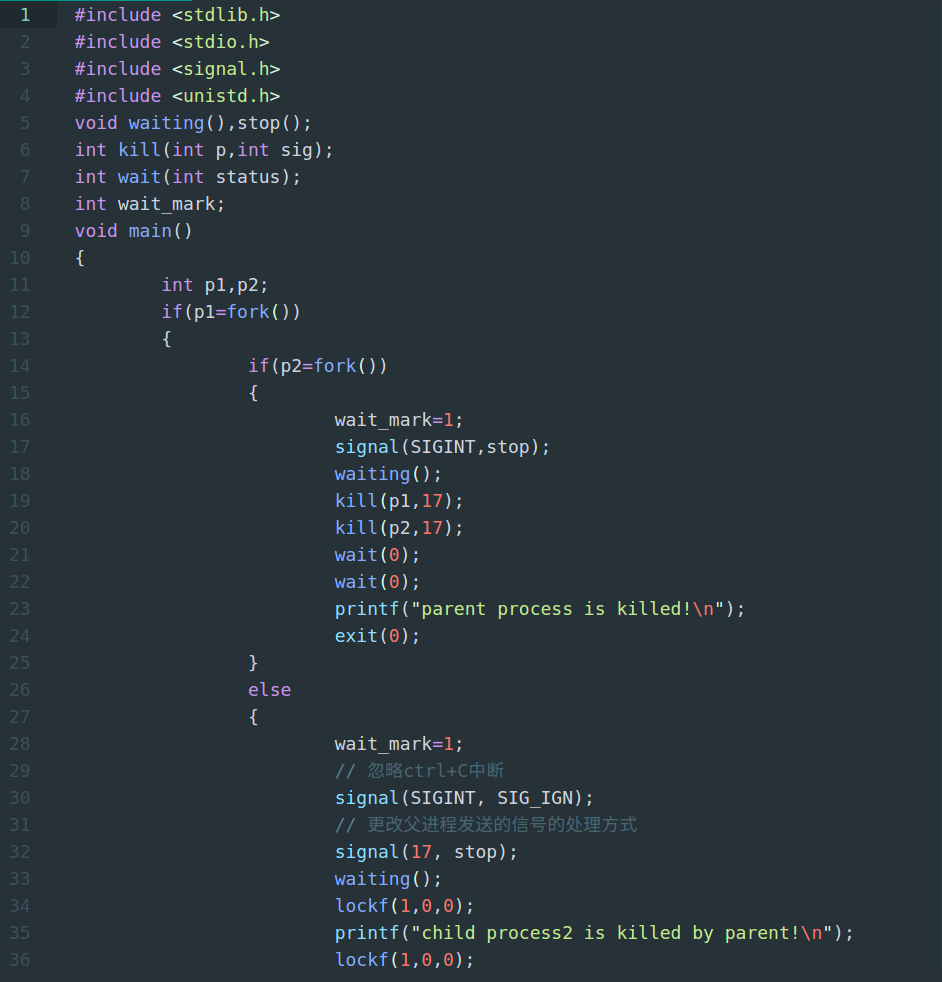 1 #include <stdlib.h>
2 #include <stdio.h>
3 #include <signal.h>
4 #include <unistd.h>
5 void waiting(),stop();
6 int kill(int p,int sig);
7 int wait(int status);
8 int wait_mark;
9 void main()
10 {
11 int p1,p2;
12 if(p1=fork())
13 {
14 if(p2=fork())
15 {
16 wait_mark=1;
17 signal(SIGINT,stop);
18 waiting();
19 kill(p1,17);
20 kill(p2,17);
21 wait(0);
22 wait(0);
23 printf("parent process is killed!\n");
24 exit(0);
25 }
26 else
27 {
28 wait_mark=1;
29 // 忽略ctrl+C中断
30 signal(SIGINT, SIG_IGN);
31 // 更改父进程发送的信号的处理方式
32 signal(17, stop);
33 waiting();
34 lockf(1,0,0);
35 printf("child process2 is killed by parent!\n");
36 lockf(1,0,0);